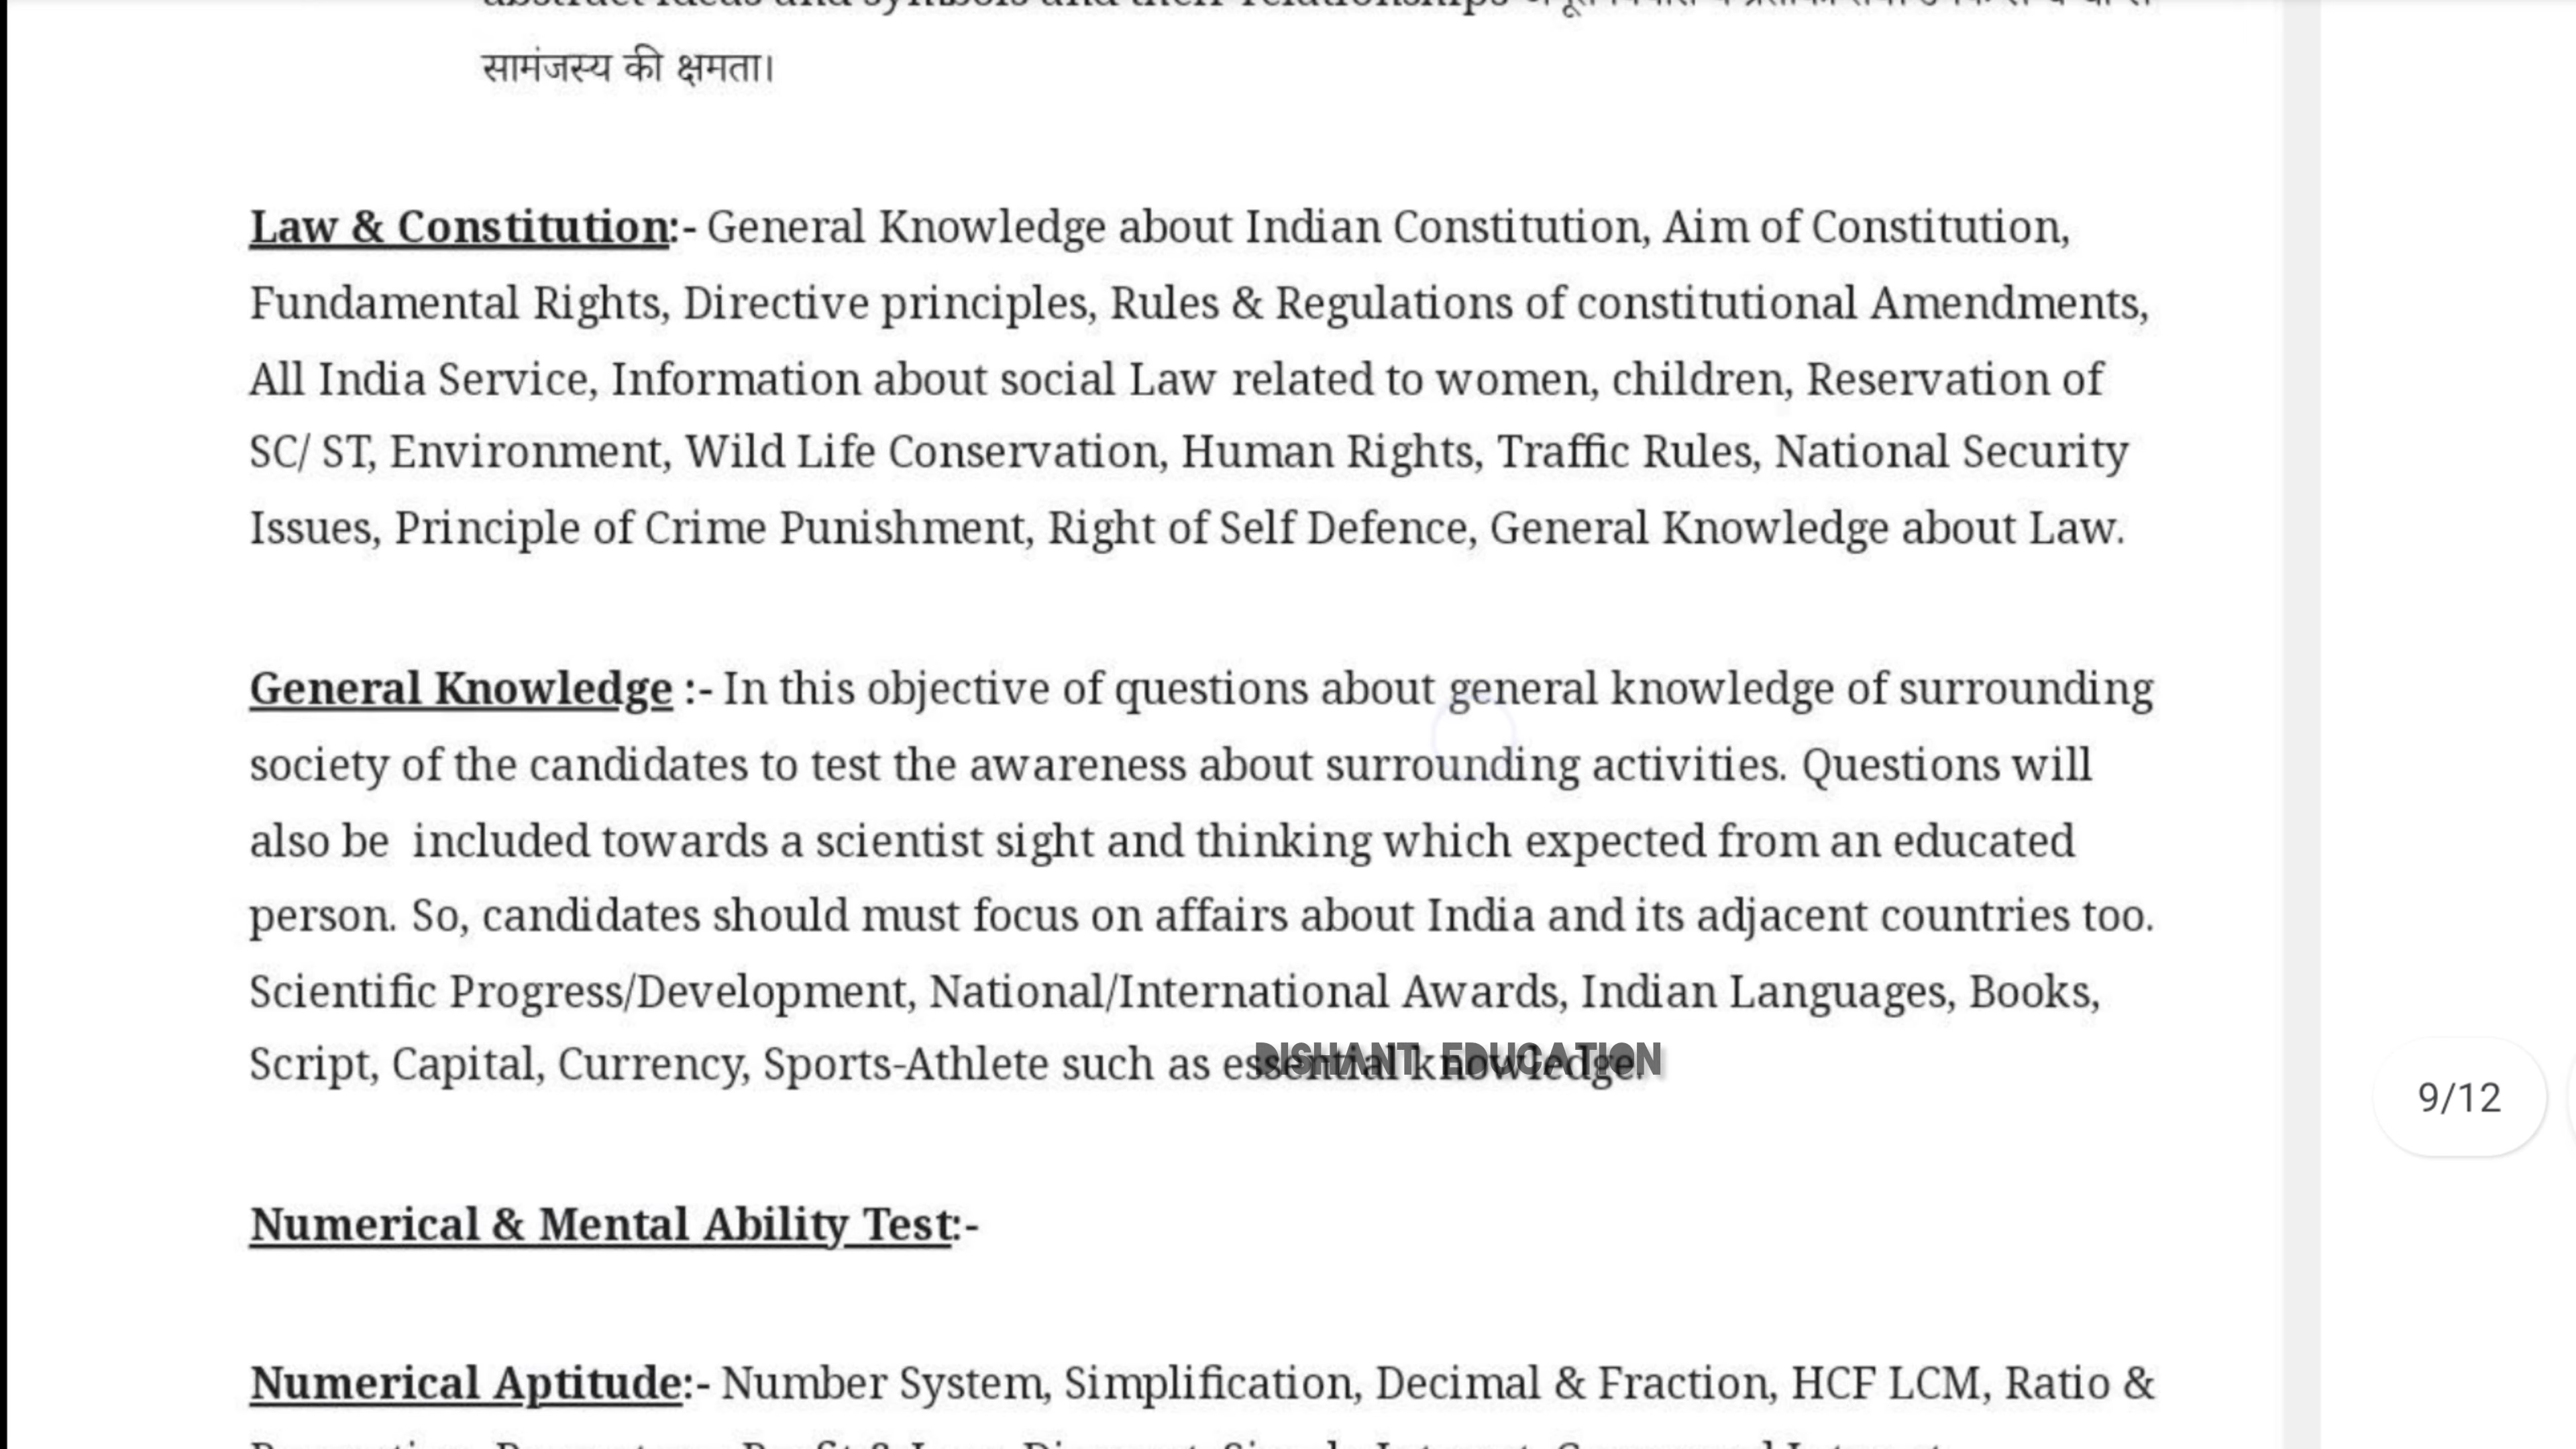 abstract ideas and symbols and their relationships
सामंजस्य की क्षमता।
Law & Constitution:- General Knowledge about Indian Constitution, Aim of Constitution,
Fundamental Rights, Directive principles, Rules & Regulations of constitutional Amendments,
All India Service, Information about social Law related to women, children, Reservation of
SC/ ST, Environment, Wild Life Conservation, Human Rights, Traffic Rules, National Security
Issues, Principle of Crime Punishment, Right of Self Defence, General Knowledge about Law.
General Knowledge :- In this objective of questions about general knowledge of surrounding
society of the candidates to test the awareness about surrounding activities. Questions will
also be included towards a scientist sight and thinking which expected from an educated
person. So, candidates should must focus on affairs about India and its adjacent countries too.
Scientific Progress/Development, National/International Awards, Indian Languages, Books,
Script, Capital, Currency, Sports-Athlete such as essential knowledge.
DISHANT EDUCATION
9/12
Numerical & Mental Ability Test:-
Numerical Aptitude:- Number System, Simplification, Decimal & Fraction, HCF LCM, Ratio &